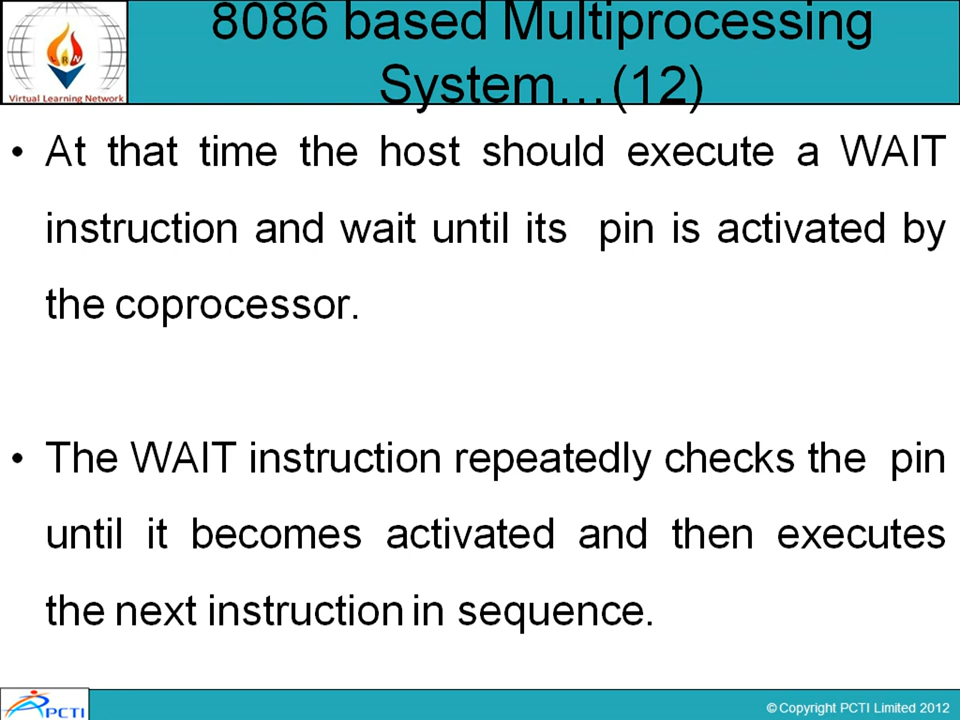 8086 based Multiprocessing
System…(12)
RN
Virtual Learning Network
• At that time the host should execute a WAIT
instruction and wait until its  pin is activated by
the coprocessor.
• The WAIT instruction repeatedly checks the  pin
until it becomes activated and then executes
the next instruction in sequence.
PCTI
© Copyright PCTI Limited 2012